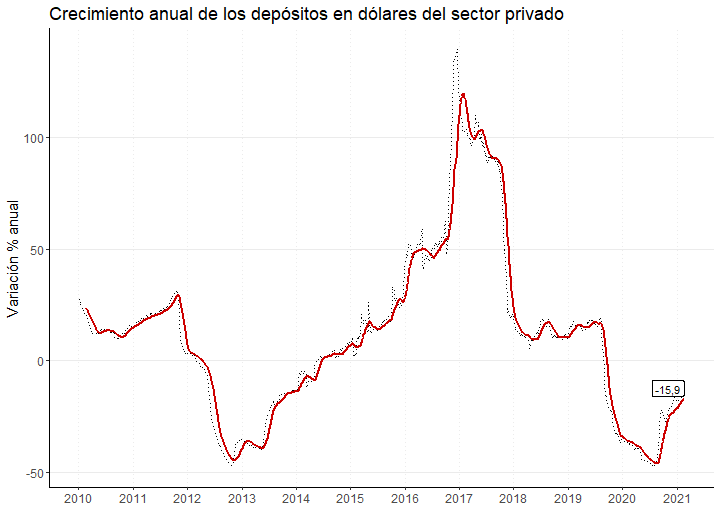 Crecimiento anual de los depósitos en dólares del sector privado
Variación % anual
100
50
0
-50
-15,9
2010 2011 2012 2013 2014 2015 2016 2017 2018 2019 2020 2021